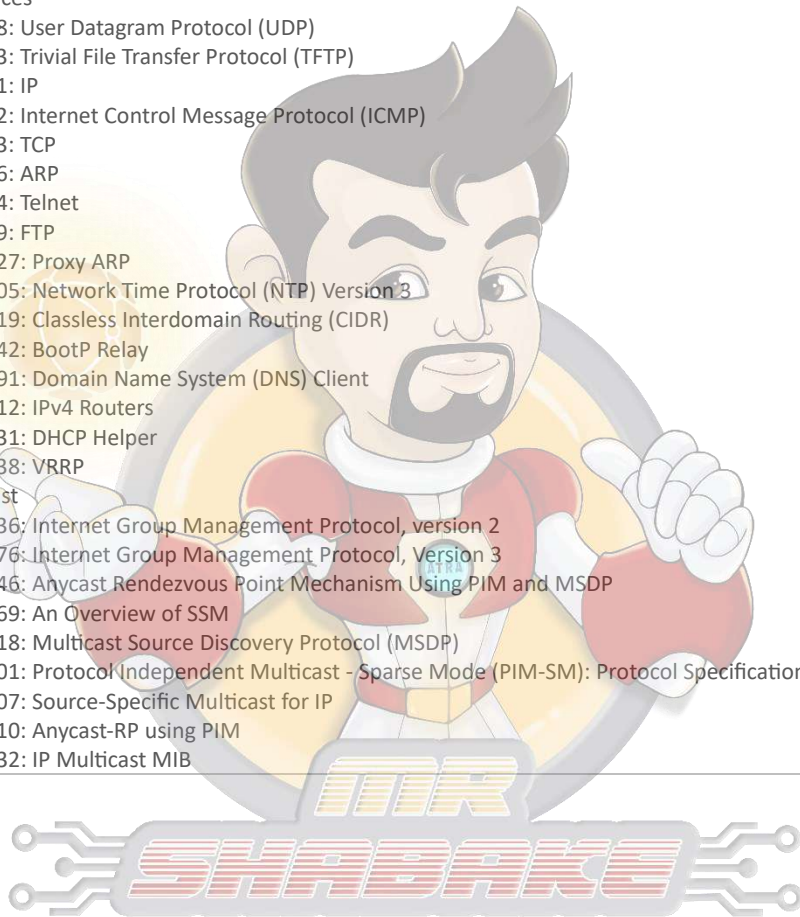 ces
8: User Datagram Protocol (UDP)
3: Trivial File Transfer Protocol (TFTP)
1: IP
2: Internet Control Message Protocol (ICMP)
3: TCP
6: ARP
4: Telnet
9: FTP
27: Proxy ARP
05: Network Time Protocol (NTP) Version 3
19: Classless Interdomain Routing (CIDR)
42: BootP Relay
91: Domain Name System (DNS) Client
12: IPv4 Routers
31: DHCP Helper
38: VRRP
st
36: Internet Group Management Protocol, version 2
76: Internet Group Management Protocol, Version 3
46: Anycast Rendezvous Point Mechanism Using PIM and MSDP
ATRA
69: An Overview of SSM
18: Multicast Source Discovery Protocol (MSDP)
01: Protocol Independent Multicast - Sparse Mode (PIM-SM): Protocol Specification
07: Source-Specific Multicast for IP
10: Anycast-RP using PIM
32: IP Multicast MIB
MR
SHABAKE